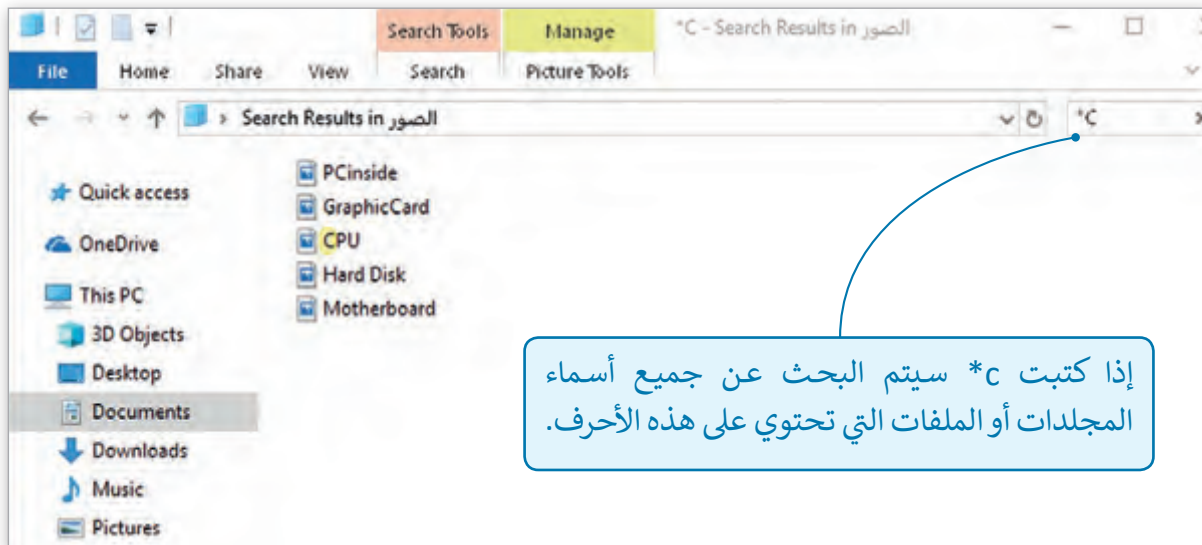 Search Tools Manage *C - Search Results in الصور
File Home Share View Search Picture Tools
Search Results in الصور *C
Quick access
OneDrive
This PC
3D Objects
Desktop
Documents
Downloads
Music
Pictures
PCinside
GraphicCard
CPU
Hard Disk
Motherboard
إذا كتبت c* سيتم البحث عن جميع أسماء
المجلدات أو الملفات التي تحتوي على هذه الأحرف.